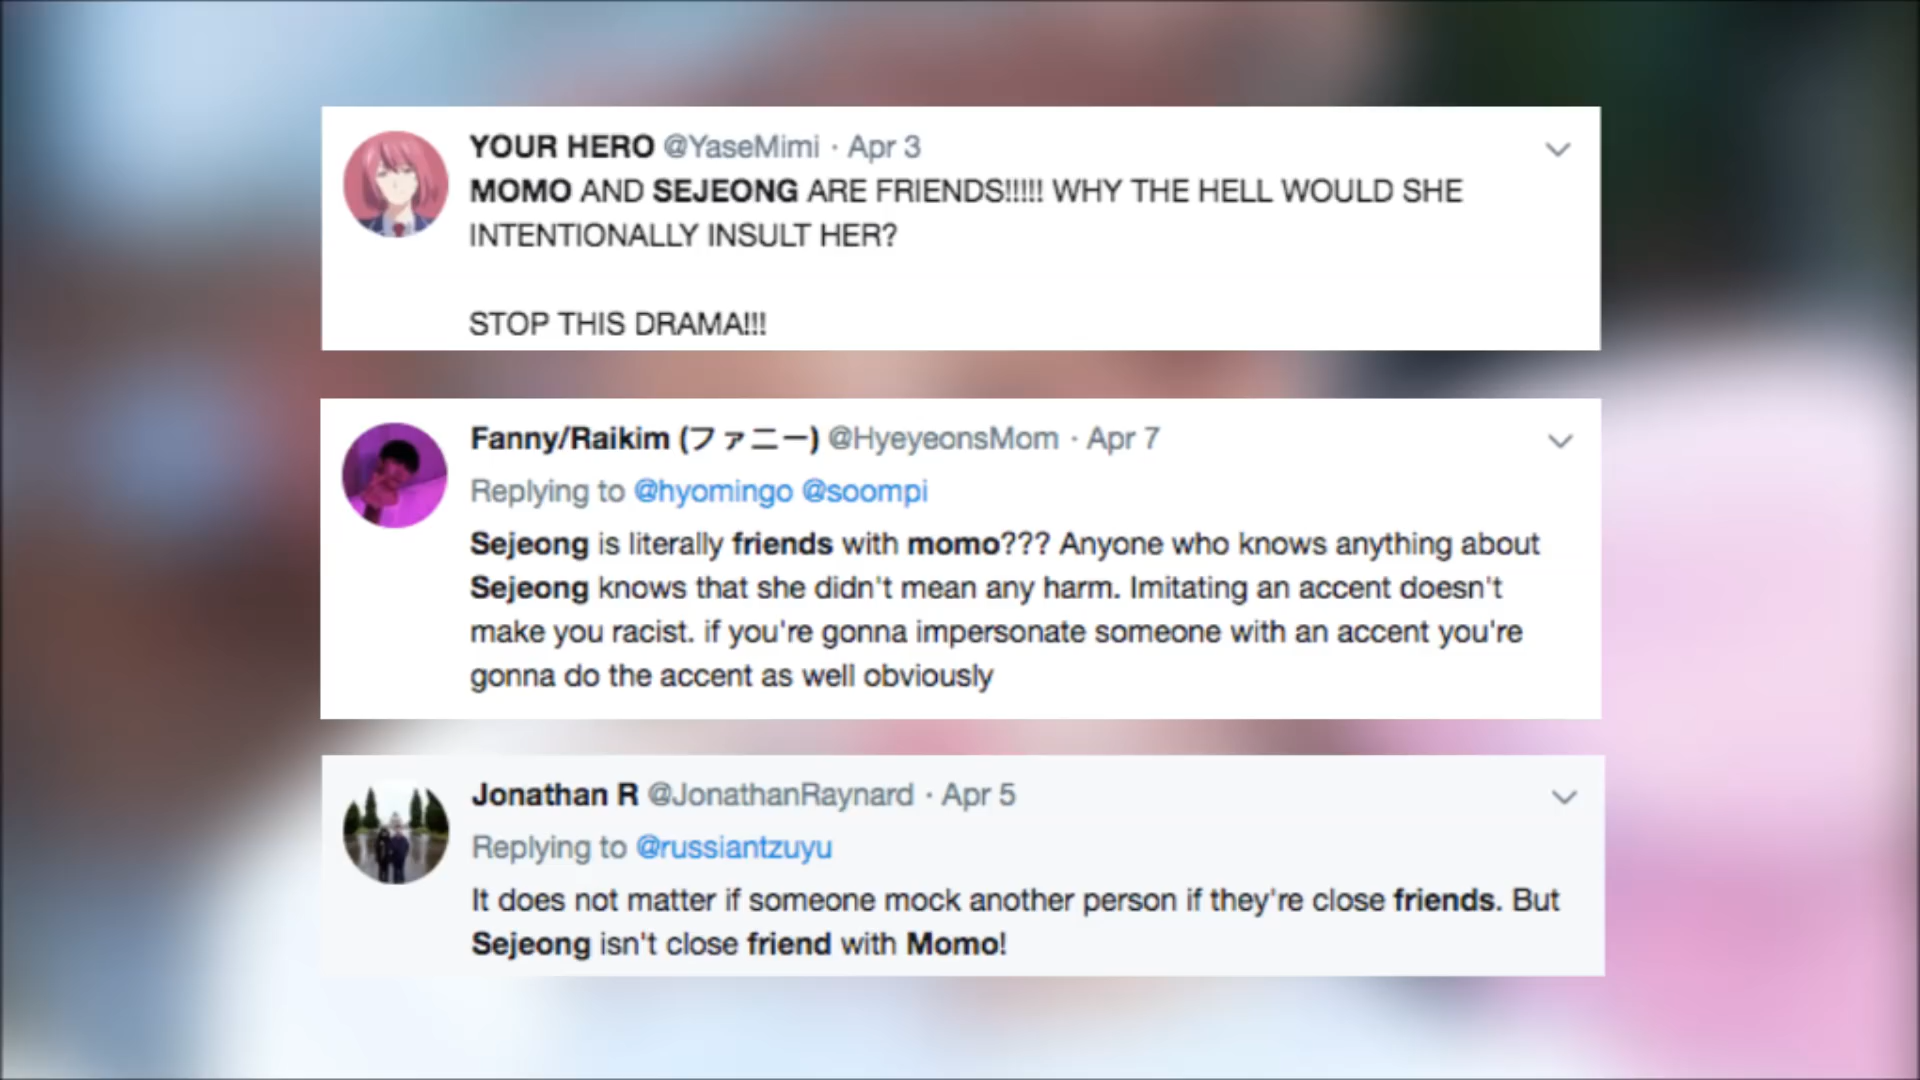 YOUR HERO @YaseMimi · Apr 3
MOMO AND SEJEONG ARE FRIENDS!!!!! WHY THE HELL WOULD SHE
INTENTIONALLY INSULT HER?
STOP THIS DRAMA!!!
Fanny/Raikim (ファニー) @HyeyeonsMom · Apr 7
Replying to @hyomingo @soompi
Sejeong is literally friends with momo??? Anyone who knows anything about
Sejeong knows that she didn't mean any harm. Imitating an accent doesn't
make you racist. if you're gonna impersonate someone with an accent you're
gonna do the accent as well obviously
Jonathan R @JonathanRaynard · Apr 5
Replying to @russiantzuyu
It does not matter if someone mock another person if they're close friends. But
Sejeong isn't close friend with Momo!